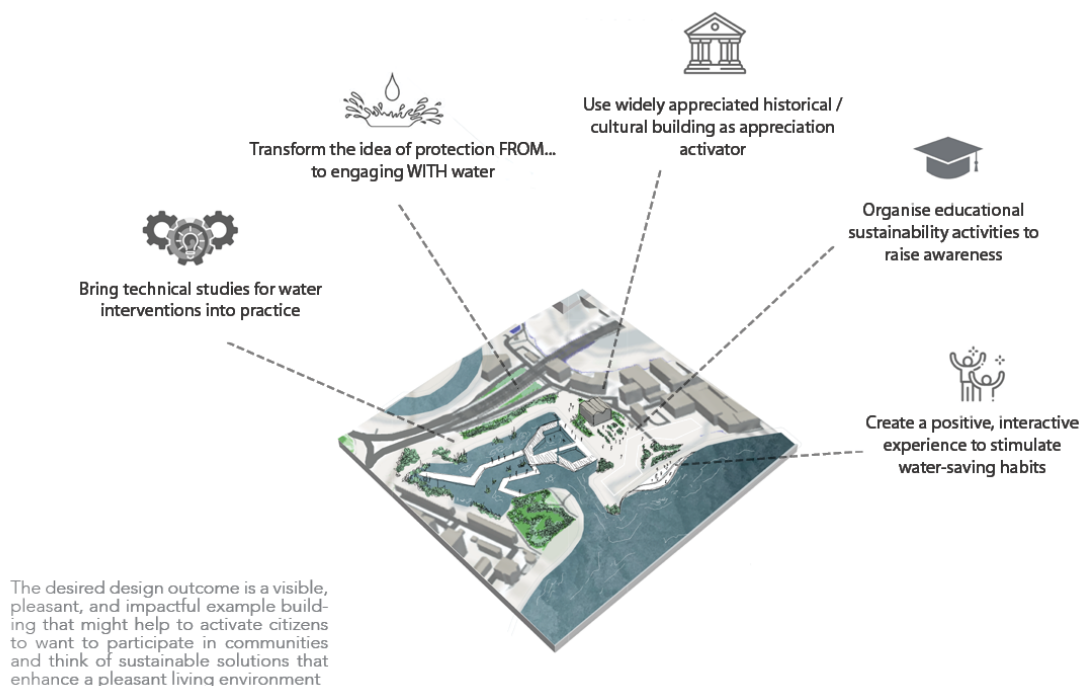 Use widely appreciated historical /
cultural building as appreciation
activator
Transform the idea of protection FROM...
to engaging WITH water
Organise educational
sustainability activities to
raise awareness
Bring technical studies for water
interventions into practice
Create a positive, interactive
experience to stimulate
water-saving habits
The desired design outcome is a visible,
pleasant, and impactful example build-
ing that might help to activate citizens
to want to participate in communities
and think of sustainable solutions that
enhance a pleasant living environment